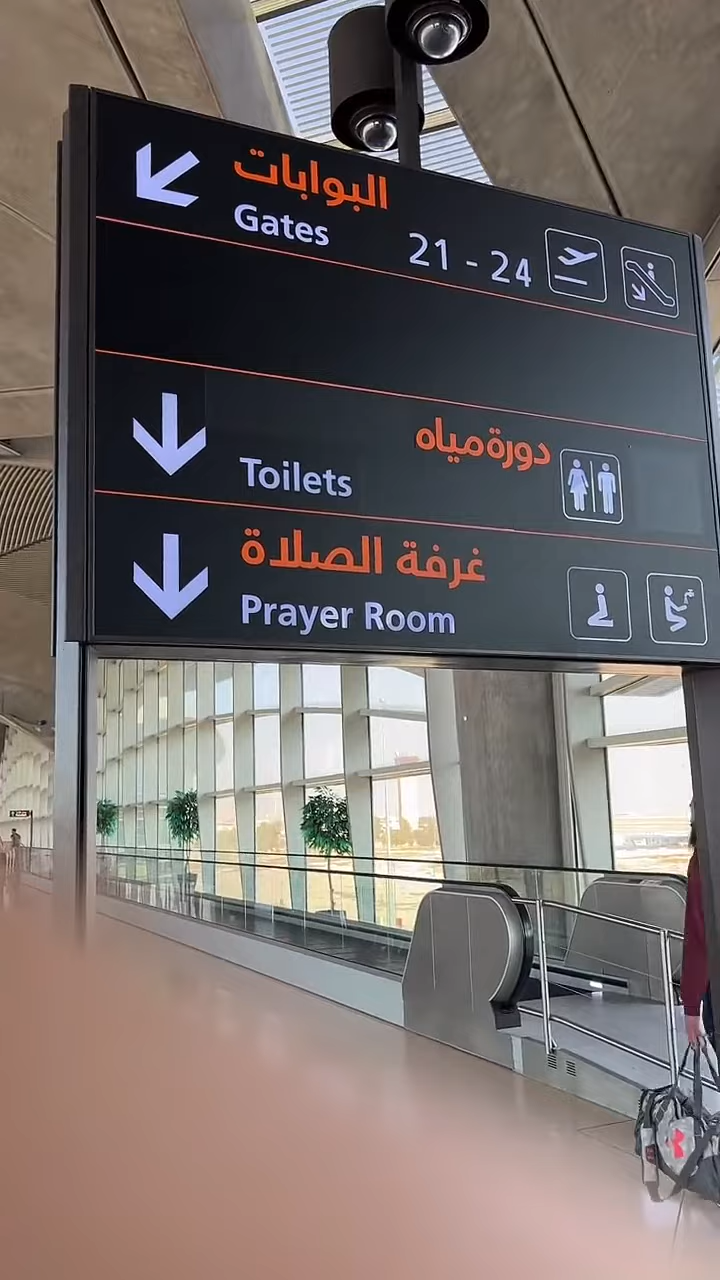 البوابات
Gates
21 - 24
دورة مياه
Toilets
غرفة الصلاة
Prayer Room